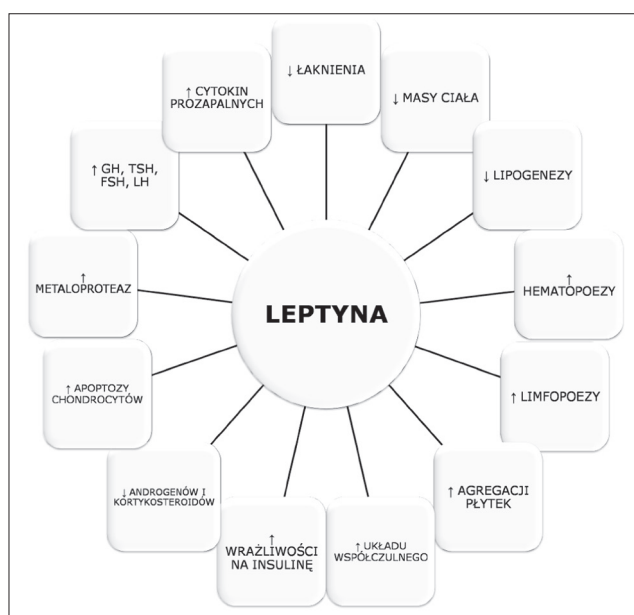 ↓ ŁAKNIENIA
↓ MASY CIAŁA
↓ LIPOGENEZY
↑
HEMATOPOEZY
↑ LIMFOPOEZY
↑ AGREGACJI
PŁYTEK
↑ UKŁADU
WSPÓŁCZULNEGO
↑
WRAŻLIWOŚCI
NA INSULINĘ
↓ ANDROGENÓW I
KORTYKOSTEROIDÓW
↑ APOPTOZY
CHONDROCYTÓW
↑
METALOPROTEAZ
↑ GH, TSH,
FSH, LH
↑ CYTOKIN
PROZAPALNYCH
LEPTYNA